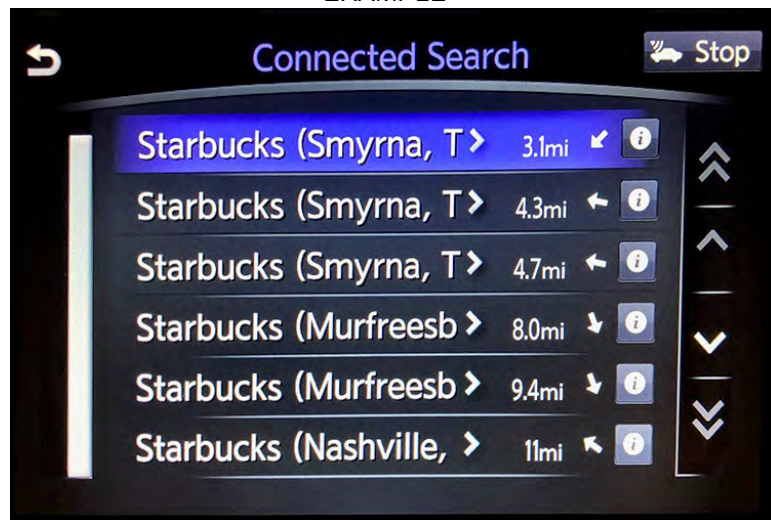 Connected Search
Stop
Starbucks (Smyrna, T 3.1mi
Starbucks (Smyrna, T 4.3mi
Starbucks (Smyrna, T 4.7mi
Starbucks (Murfreesb 8.0mi
Starbucks (Murfreesb 9.4mi
Starbucks (Nashville, 11mi